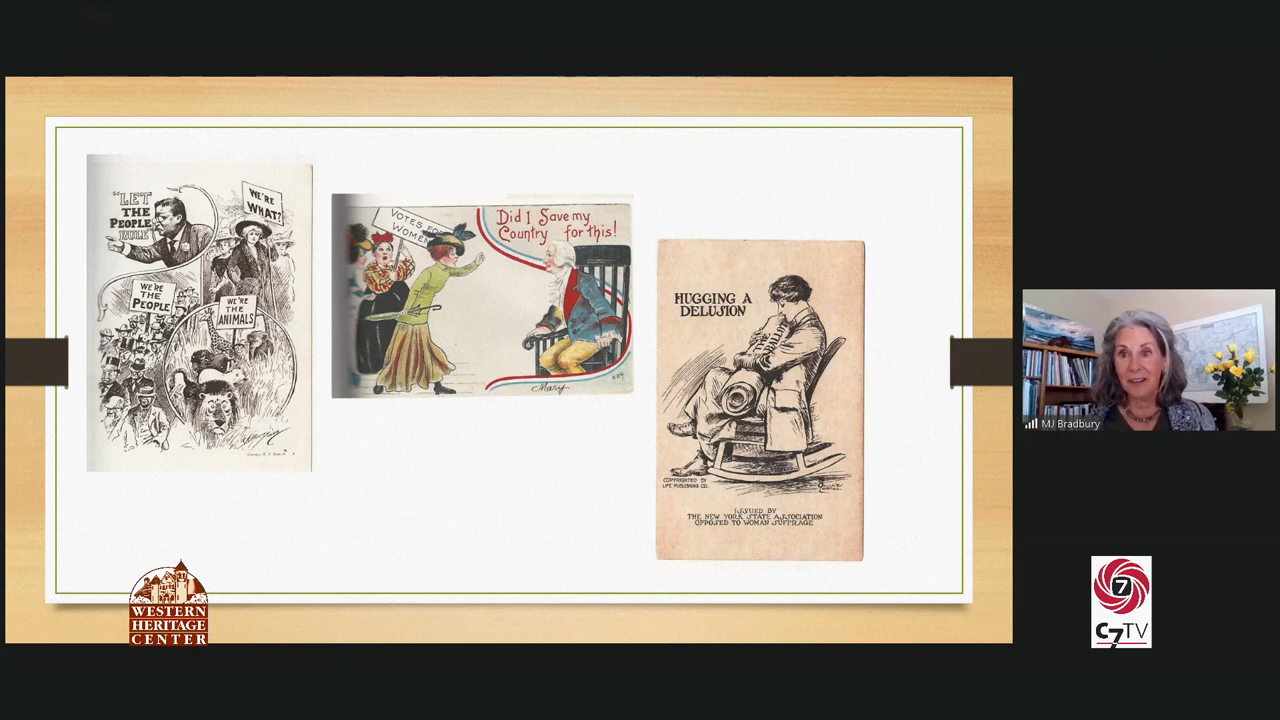 "LET
THE
PEOPLE
RULE"
WE'RE
WHAT?
WE'RE
THE
PEOPLE
WE'RE
THE
ANIMALS
VOTES FOR
WOMEN
Did I Save my
Country for this!
Mary
HUGGING A
DELUSION
BALLOT
COPYRIGHTED BY
LIFE PUBLISHING CO.
ISSUED BY
THE NEW YORK STATE ASSOCIATION
OPPOSED TO WOMAN SUFFRAGE
MJ Bradbury
WESTERN
HERITAGE
CENTER
7
C7TV